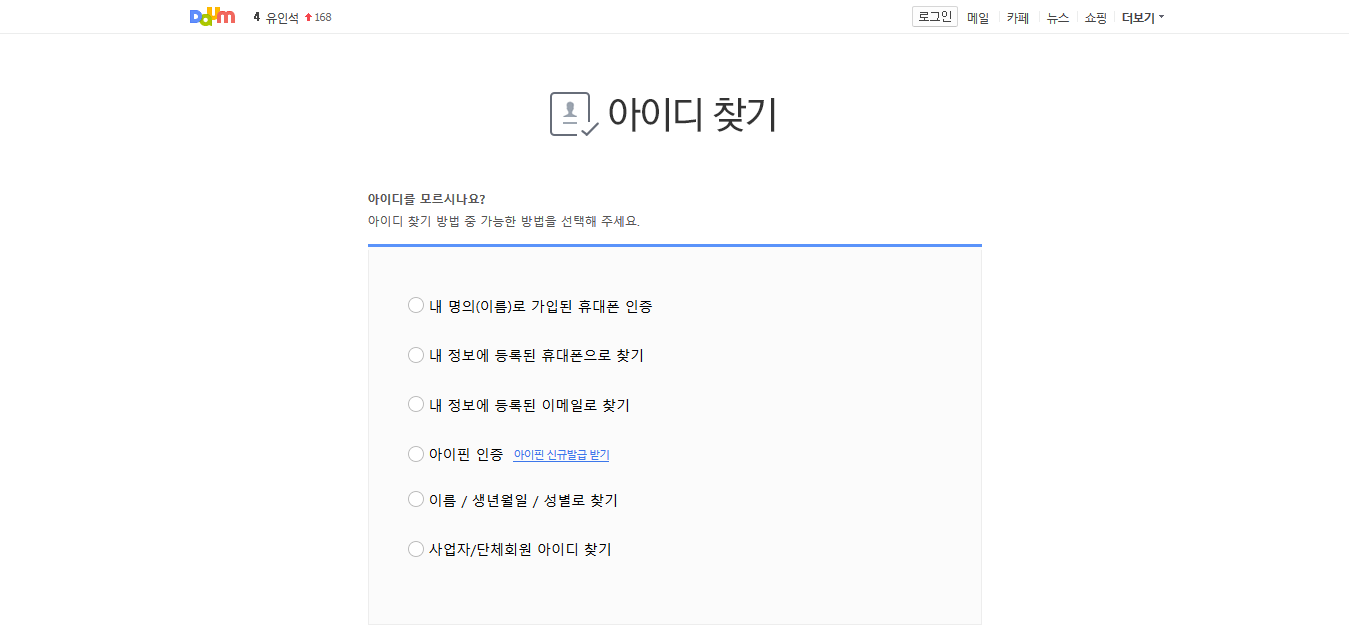 Daum 4 유인석 168 로그인 메일 카페 뉴스 쇼핑 더보기
아이디 찾기
아이디를 모르시나요?
아이디 찾기 방법 중 가능한 방법을 선택해 주세요.
내 명의(이름)로 가입된 휴대폰 인증
내 정보에 등록된 휴대폰으로 찾기
내 정보에 등록된 이메일로 찾기
아이핀 인증 아이핀 신규발급 받기
이름 / 생년월일 / 성별로 찾기
사업자/단체회원 아이디 찾기